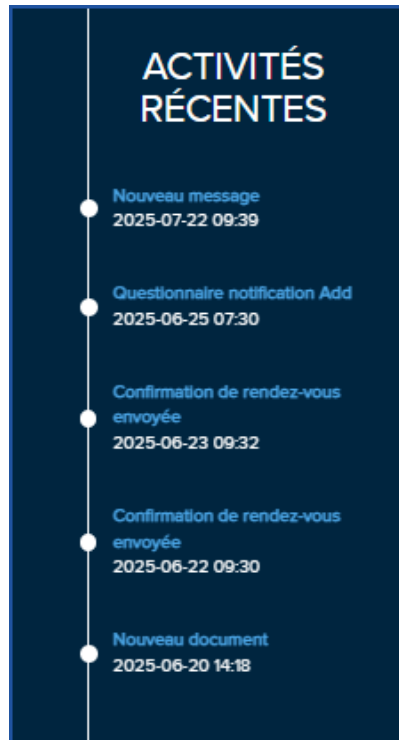 ACTIVITÉS
RÉCENTES
Nouveau message
2025-07-22 09:39
Questionnaire notification Add
2025-06-25 07:30
Confirmation de rendez-vous
envoyée
2025-06-23 09:32
Confirmation de rendez-vous
envoyée
2025-06-22 09:30
Nouveau document
2025-06-20 14:18